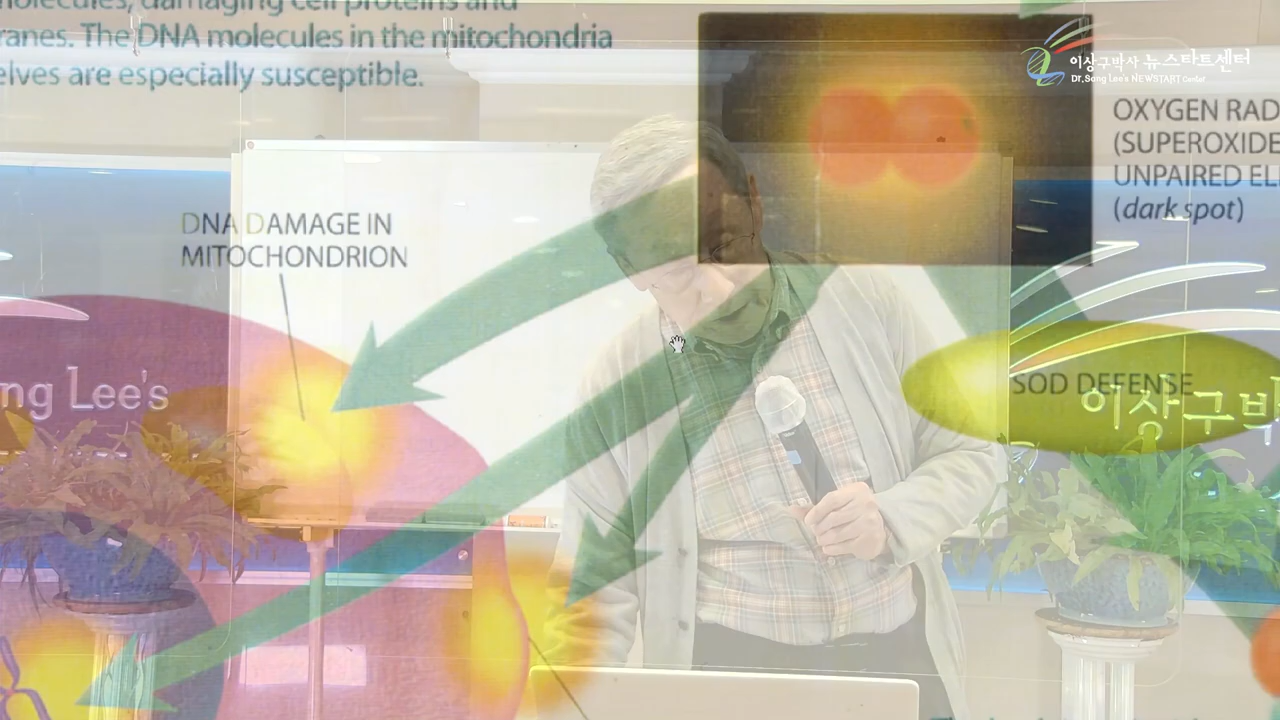 molecules, damaging cell proteins and
ranes. The DNA molecules in the mitochondria
elves are especially susceptible.
이상구박사 뉴스타트센터
Dr. Sang Lee's NEWSTART Center
OXYGEN RAD
(SUPEROXIDE
UNPAIRED EL
(dark spot)
DNA DAMAGE IN
MITOCHONDRION
SOD DEFENSE
ng Lee's
이상구박